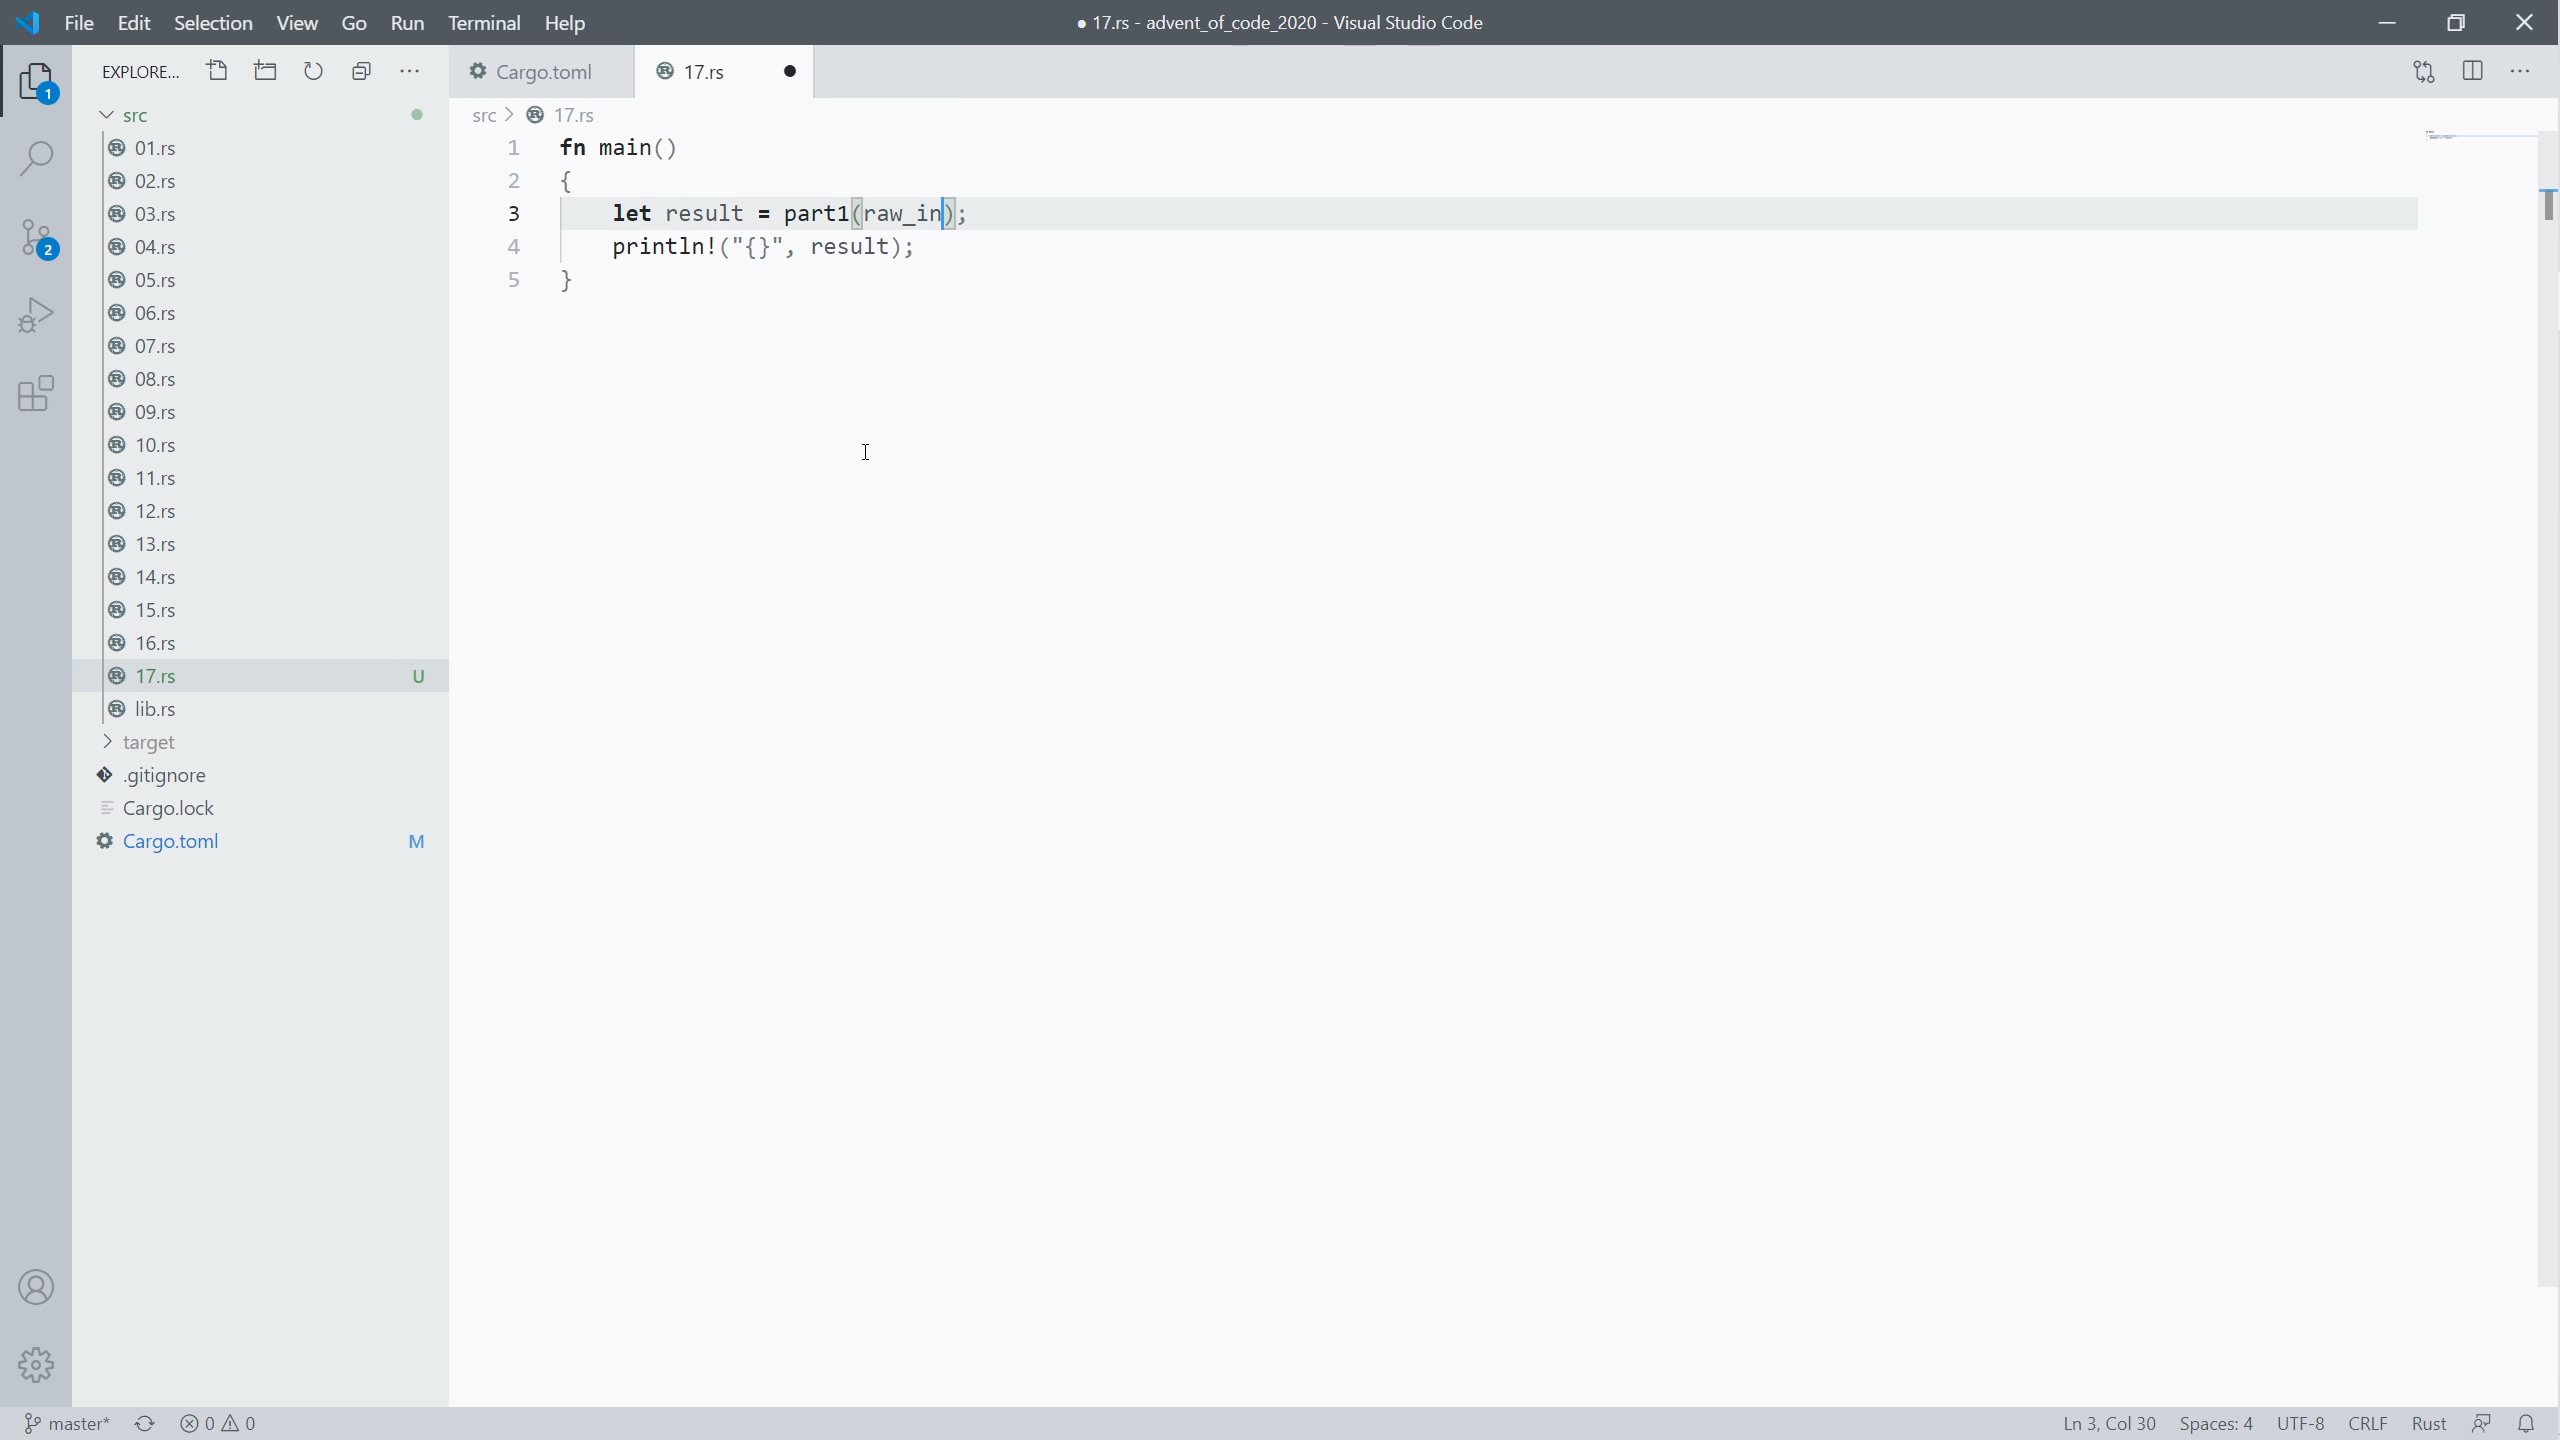 File Edit Selection View Go Run Terminal Help
● 17.rs - advent_of_code_2020 - Visual Studio Code
EXPLORE...
Cargo.toml
17.rs
1
2
src
01.rs
02.rs
03.rs
04.rs
05.rs
06.rs
07.rs
08.rs
09.rs
10.rs
11.rs
12.rs
13.rs
14.rs
15.rs
16.rs
17.rs U
lib.rs
target
.gitignore
Cargo.lock
Cargo.toml M
src > 17.rs
1 fn main()
2 {
3 let result = part1(raw_in);
4 println!("{}", result);
5 }
master* 0 0
Ln 3, Col 30 Spaces: 4 UTF-8 CRLF Rust